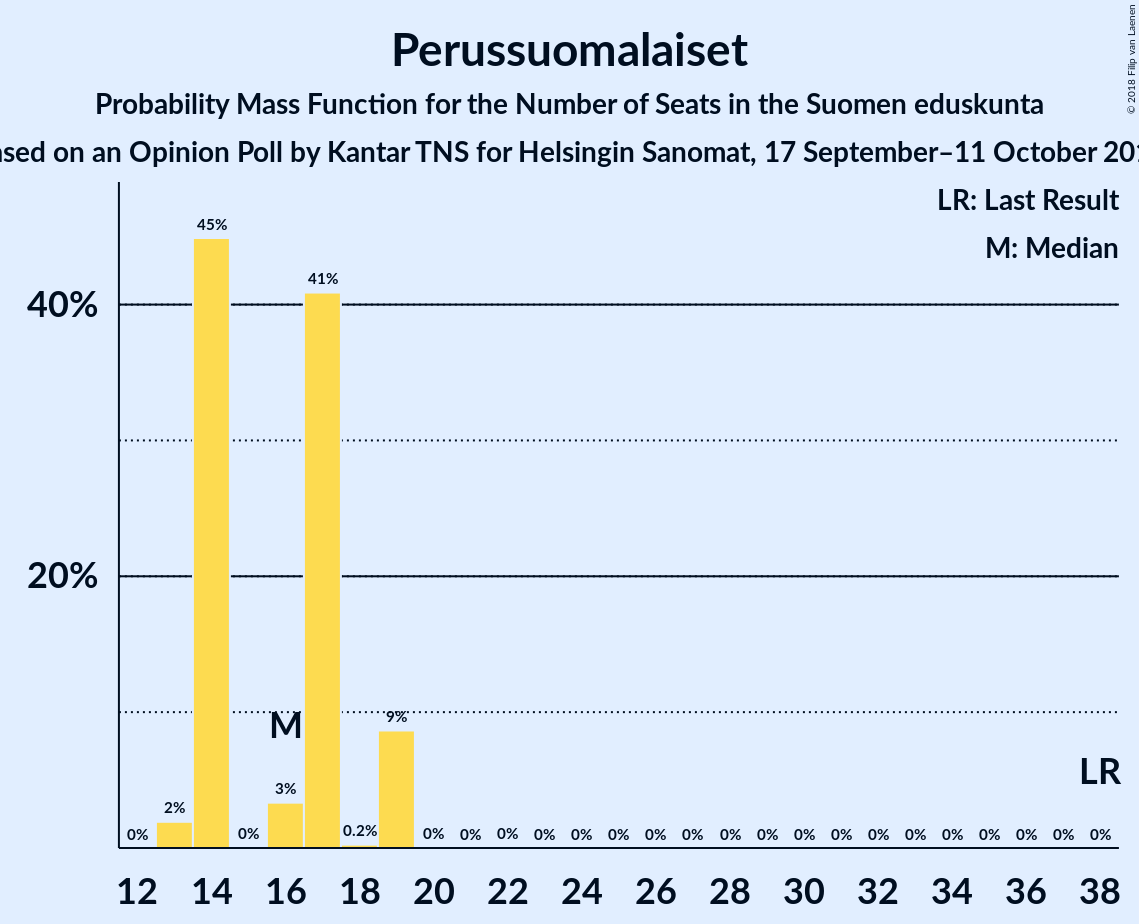 Perussuomalaiset
Probability Mass Function for the Number of Seats in the Suomen eduskunta
on an Opinion Poll by Kantar TNS for Helsingin Sanomat, 17 September–11 October
© 2018 Filip van Laenen
LR: Last Result
M: Median
40%
20%
0% 2% 45% 0% 3% 41% 0.2% 9% 0% 0% 0% 0% 0% 0% 0% 0% 0% 0% 0% 0% 0% 0% 0% 0% 0% 0% 0%
M
LR
12 14 16 18 20 22 24 26 28 30 32 34 36 38